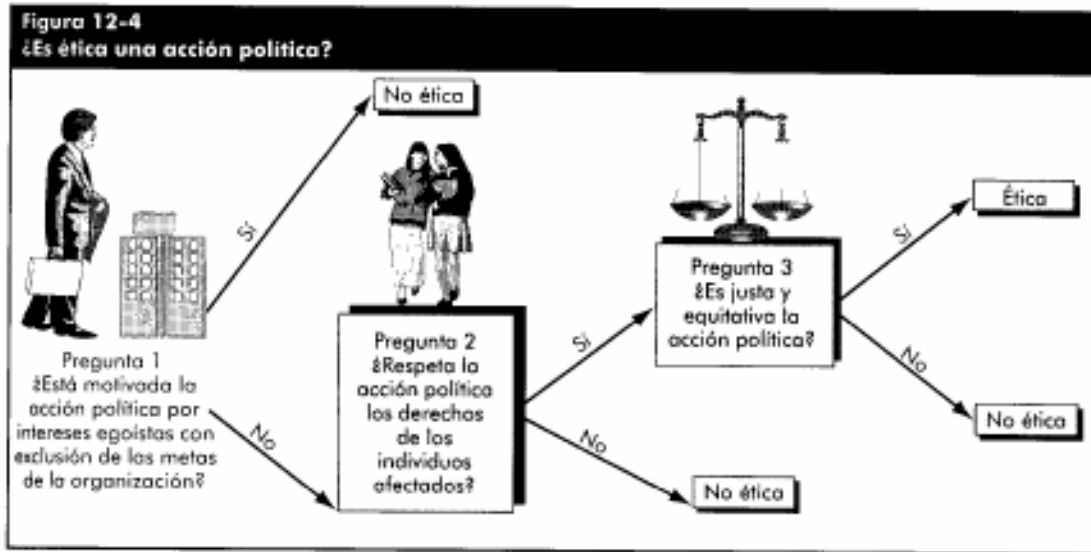 Figura 12-4
¿Es ética una acción política?
No ética
Sí
Pregunta 1
¿Está motivada la
acción política por
intereses egoístas con
exclusión de las metas
de la organización?
No
Pregunta 2
¿Respeta la
acción política
los derechos
de los
individuos
afectados?
Sí
No
No ética
Pregunta 3
¿Es justa y
equitativa la
acción política?
Sí
Ética
No
No ética